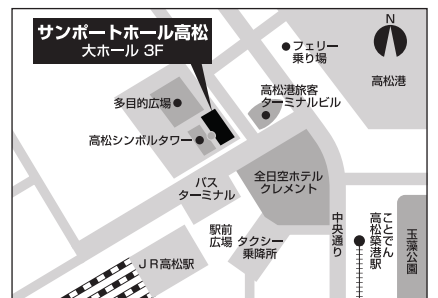 サンポートホール高松
大ホール 3F
N
フェリー
乗り場
高松港
多目的広場
高松港旅客
ターミナルビル
高松シンボルタワー
全日空ホテル
クレメント
バス
ターミナル
駅前
広場
タクシー
乗降所
中央通り
ことでん
高松築港駅
玉藻公園
JR高松駅